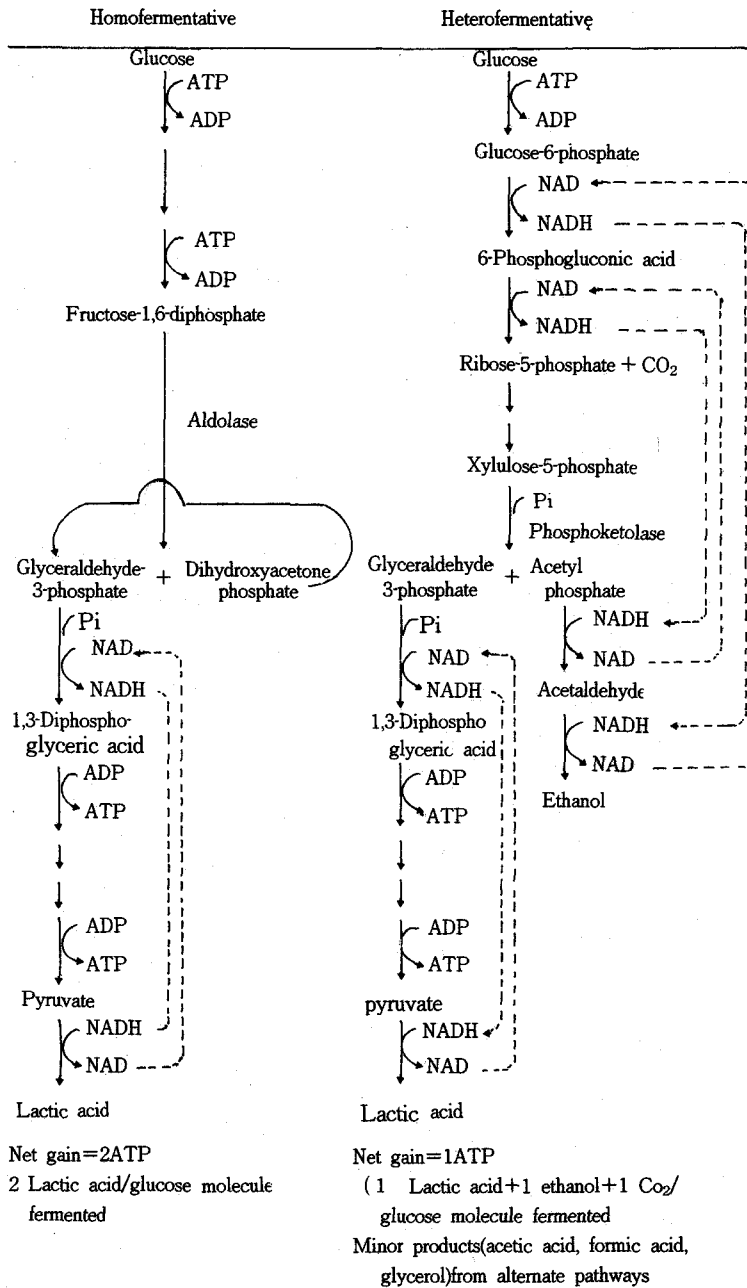 Homofermentative
Glucose
ATP
ADP
ATP
ADP
Fructose-1,6-diphosphate
Aldolase
Glyceraldehyde-
3-phosphate
+
Dihydroxyacetone
phosphate
Pi
NAD
NADH
1,3-Diphospho-
glyceric acid
ADP
ATP
ADP
ATP
Pyruvate
NADH
NAD
Lactic acid
Net gain=2ATP
2 Lactic acid/glucose molecule
fermented
Heterofermentative
Glucose
ATP
ADP
Glucose-6-phosphate
NAD
NADH
6-Phosphogluconic acid
NAD
NADH
Ribose-5-phosphate + CO₂
Xylulose-5-phosphate
Pi
Phosphoketolase
Glyceraldehyde
3-phosphate
+
Acetyl
phosphate
Pi
NAD
NADH
1,3-Diphospho
glyceric acid
ADP
ATP
ADP
ATP
pyruvate
NADH
NAD
Lactic acid
NADH
NAD
Acetaldehyde
NADH
NAD
Ethanol
Net gain=1ATP
(1 Lactic acid+1 ethanol+1 Co₂/
glucose molecule fermented
Minor products(acetic acid, formic acid,
glycerol)from alternate pathways